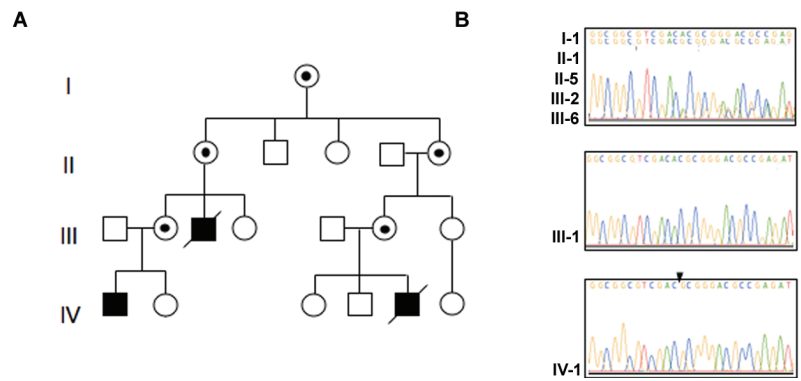 A
B
I-1
GGCGGCGTCGACACGCGGGACGCCGAG
GGCGGCGTCGACGCGGGACGCCGAGAT
II-1
II-5
III-2
III-6
I
II
GGCGGCGTCGACACGCGGGACGCCGAGAT
III
III-1
GGCGGCGTCGACGCGGGACGCCGAGAT
IV
IV-1